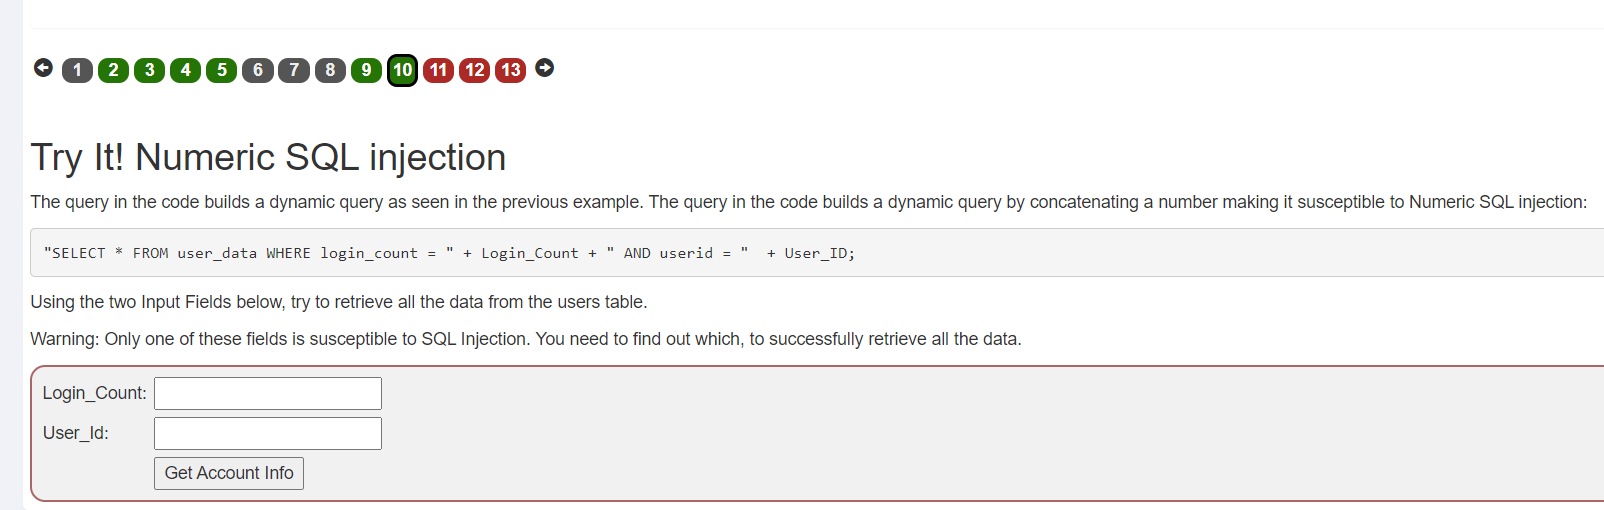 1 2 3 4 5 6 7 8 9 10 11 12 13
Try It! Numeric SQL injection
The query in the code builds a dynamic query as seen in the previous example. The query in the code builds a dynamic query by concatenating a number making it susceptible to Numeric SQL injection:
"SELECT * FROM user_data WHERE login_count = " + Login_Count + " AND userid = "  + User_ID;
Using the two Input Fields below, try to retrieve all the data from the users table.
Warning: Only one of these fields is susceptible to SQL Injection. You need to find out which, to successfully retrieve all the data.
Login_Count:
User_Id:
Get Account Info